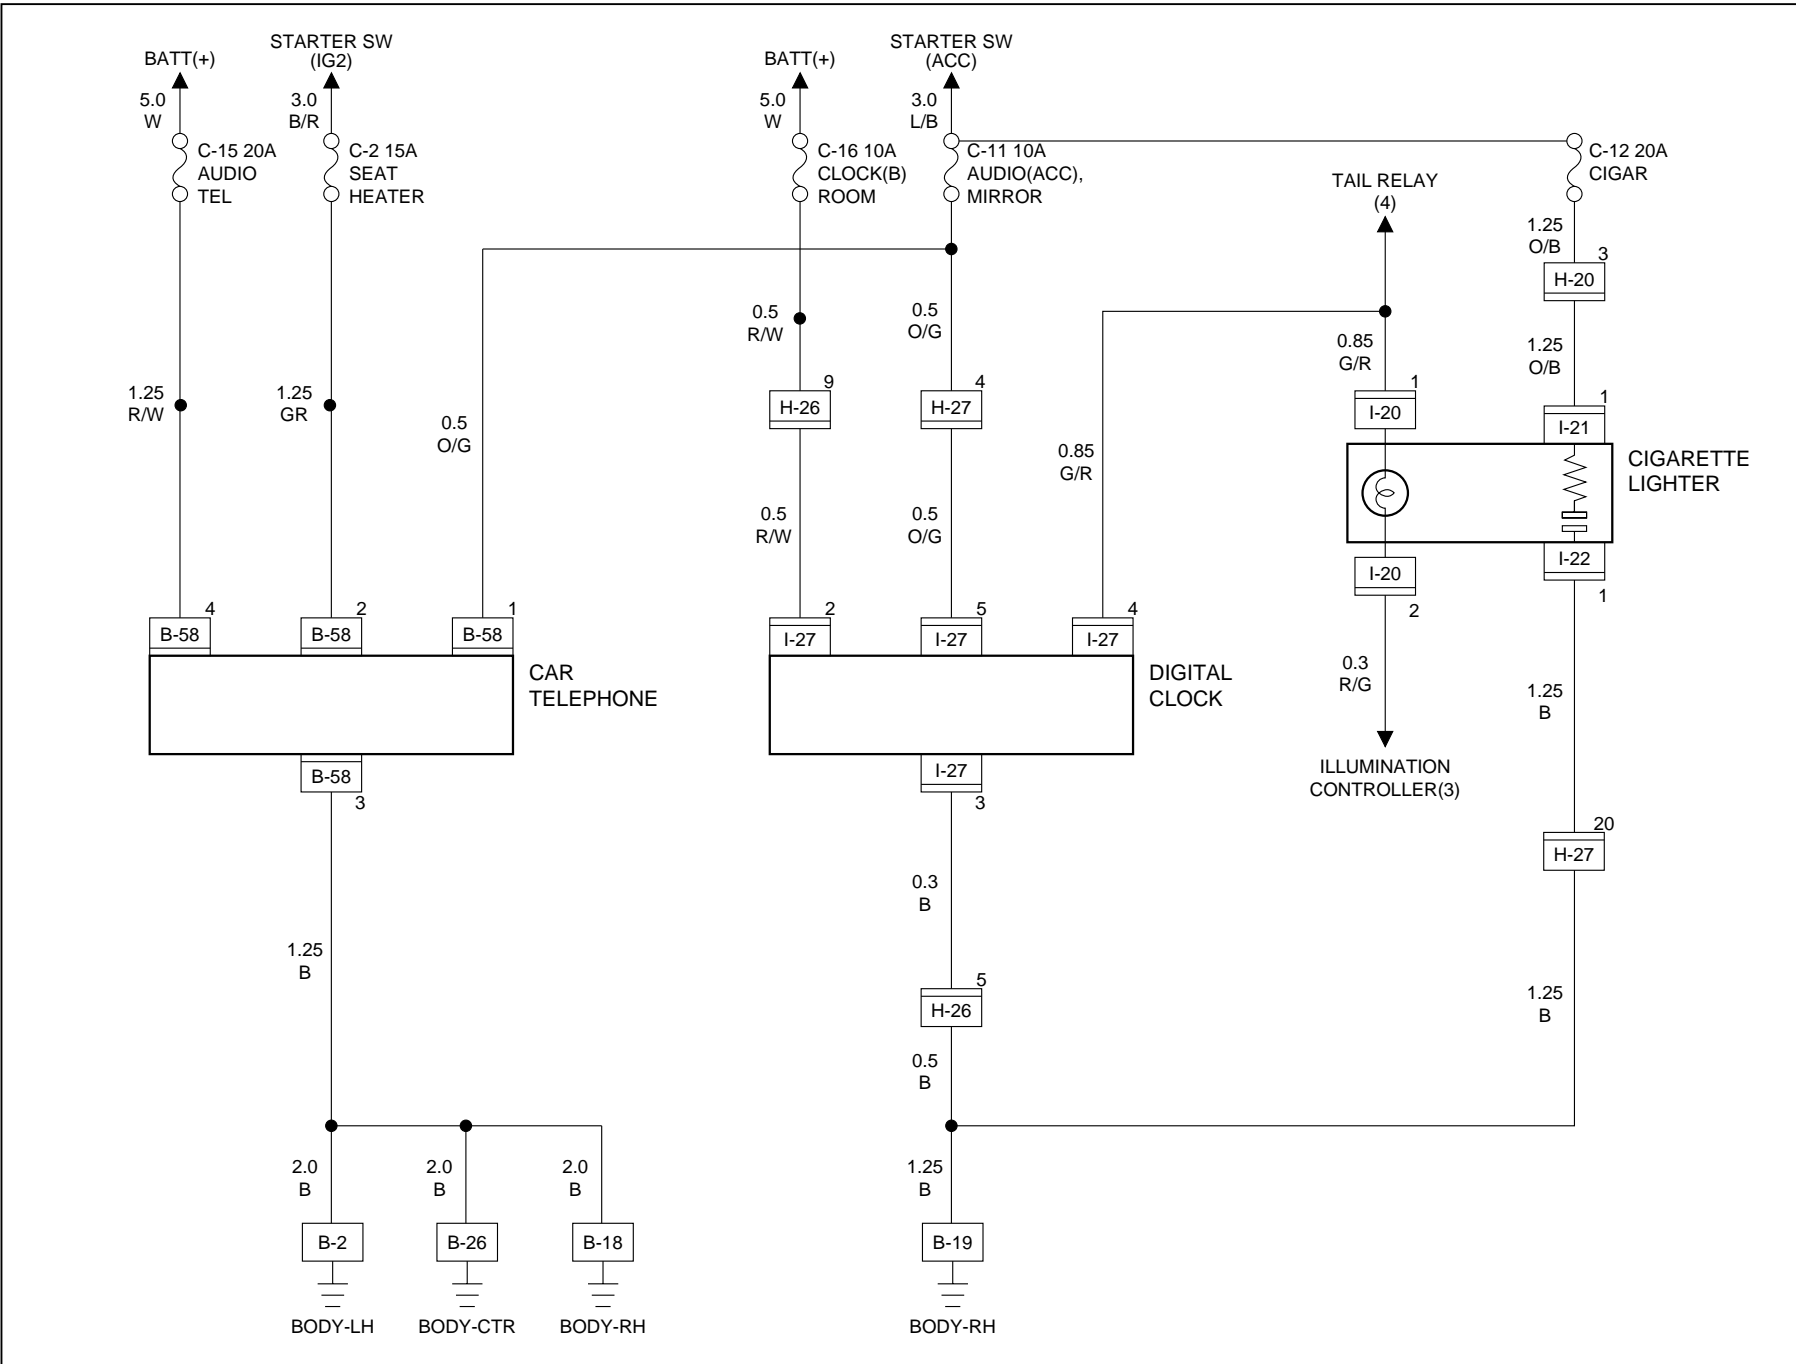 STARTER SW
(IG2)
BATT(+)
5.0
W
3.0
B/R
C-15 20A
AUDIO
TEL
C-2 15A
SEAT
HEATER
STARTER SW
(ACC)
BATT(+)
5.0
W
3.0
L/B
C-16 10A
CLOCK(B)
ROOM
C-11 10A
AUDIO(ACC),
MIRROR
C-12 20A
CIGAR
TAIL RELAY
(4)
1.25
O/B
3
H-20
0.5
R/W
0.5
O/G
0.85
G/R
1.25
O/B
1.25
R/W
1.25
GR
0.5
O/G
9
H-26
4
H-27
1
I-20
1
I-21
0.85
G/R
CIGARETTE
LIGHTER
0.5
R/W
0.5
O/G
I-20
2
I-22
1
4
B-58
2
B-58
1
B-58
2
I-27
5
I-27
4
I-27
CAR
TELEPHONE
DIGITAL
CLOCK
0.3
R/G
1.25
B
B-58
3
I-27
3
ILLUMINATION
CONTROLLER(3)
20
H-27
0.3
B
1.25
B
5
H-26
1.25
B
0.5
B
2.0
B
2.0
B
2.0
B
1.25
B
B-2
B-26
B-18
B-19
BODY-LH
BODY-CTR
BODY-RH
BODY-RH